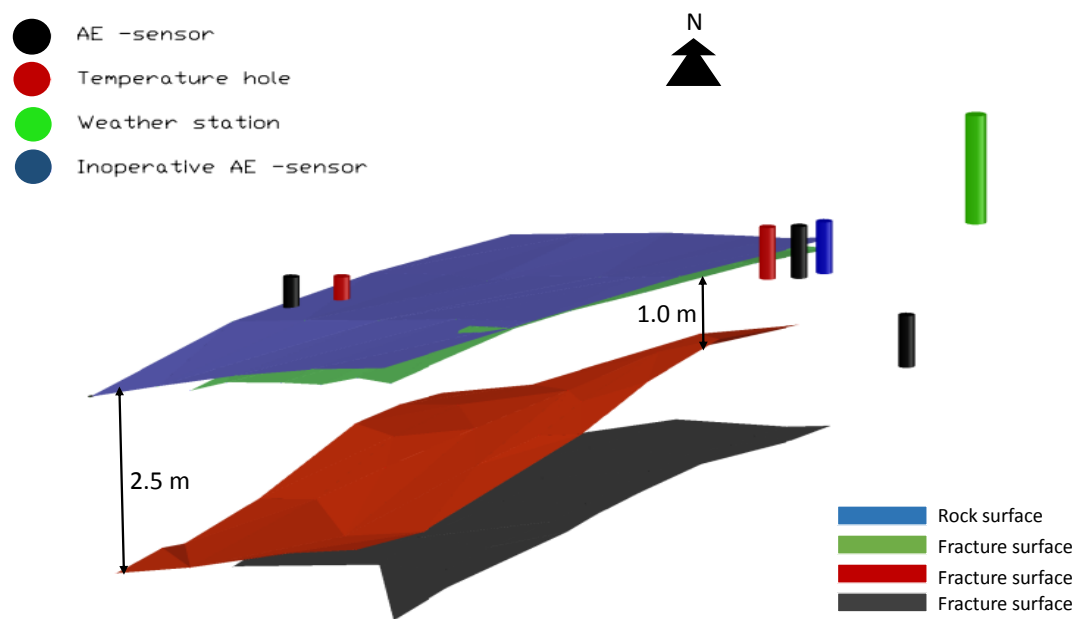 AE -sensor
Temperature hole
Weather station
Inoperative AE -sensor
N
1.0 m
2.5 m
Rock surface
Fracture surface
Fracture surface
Fracture surface